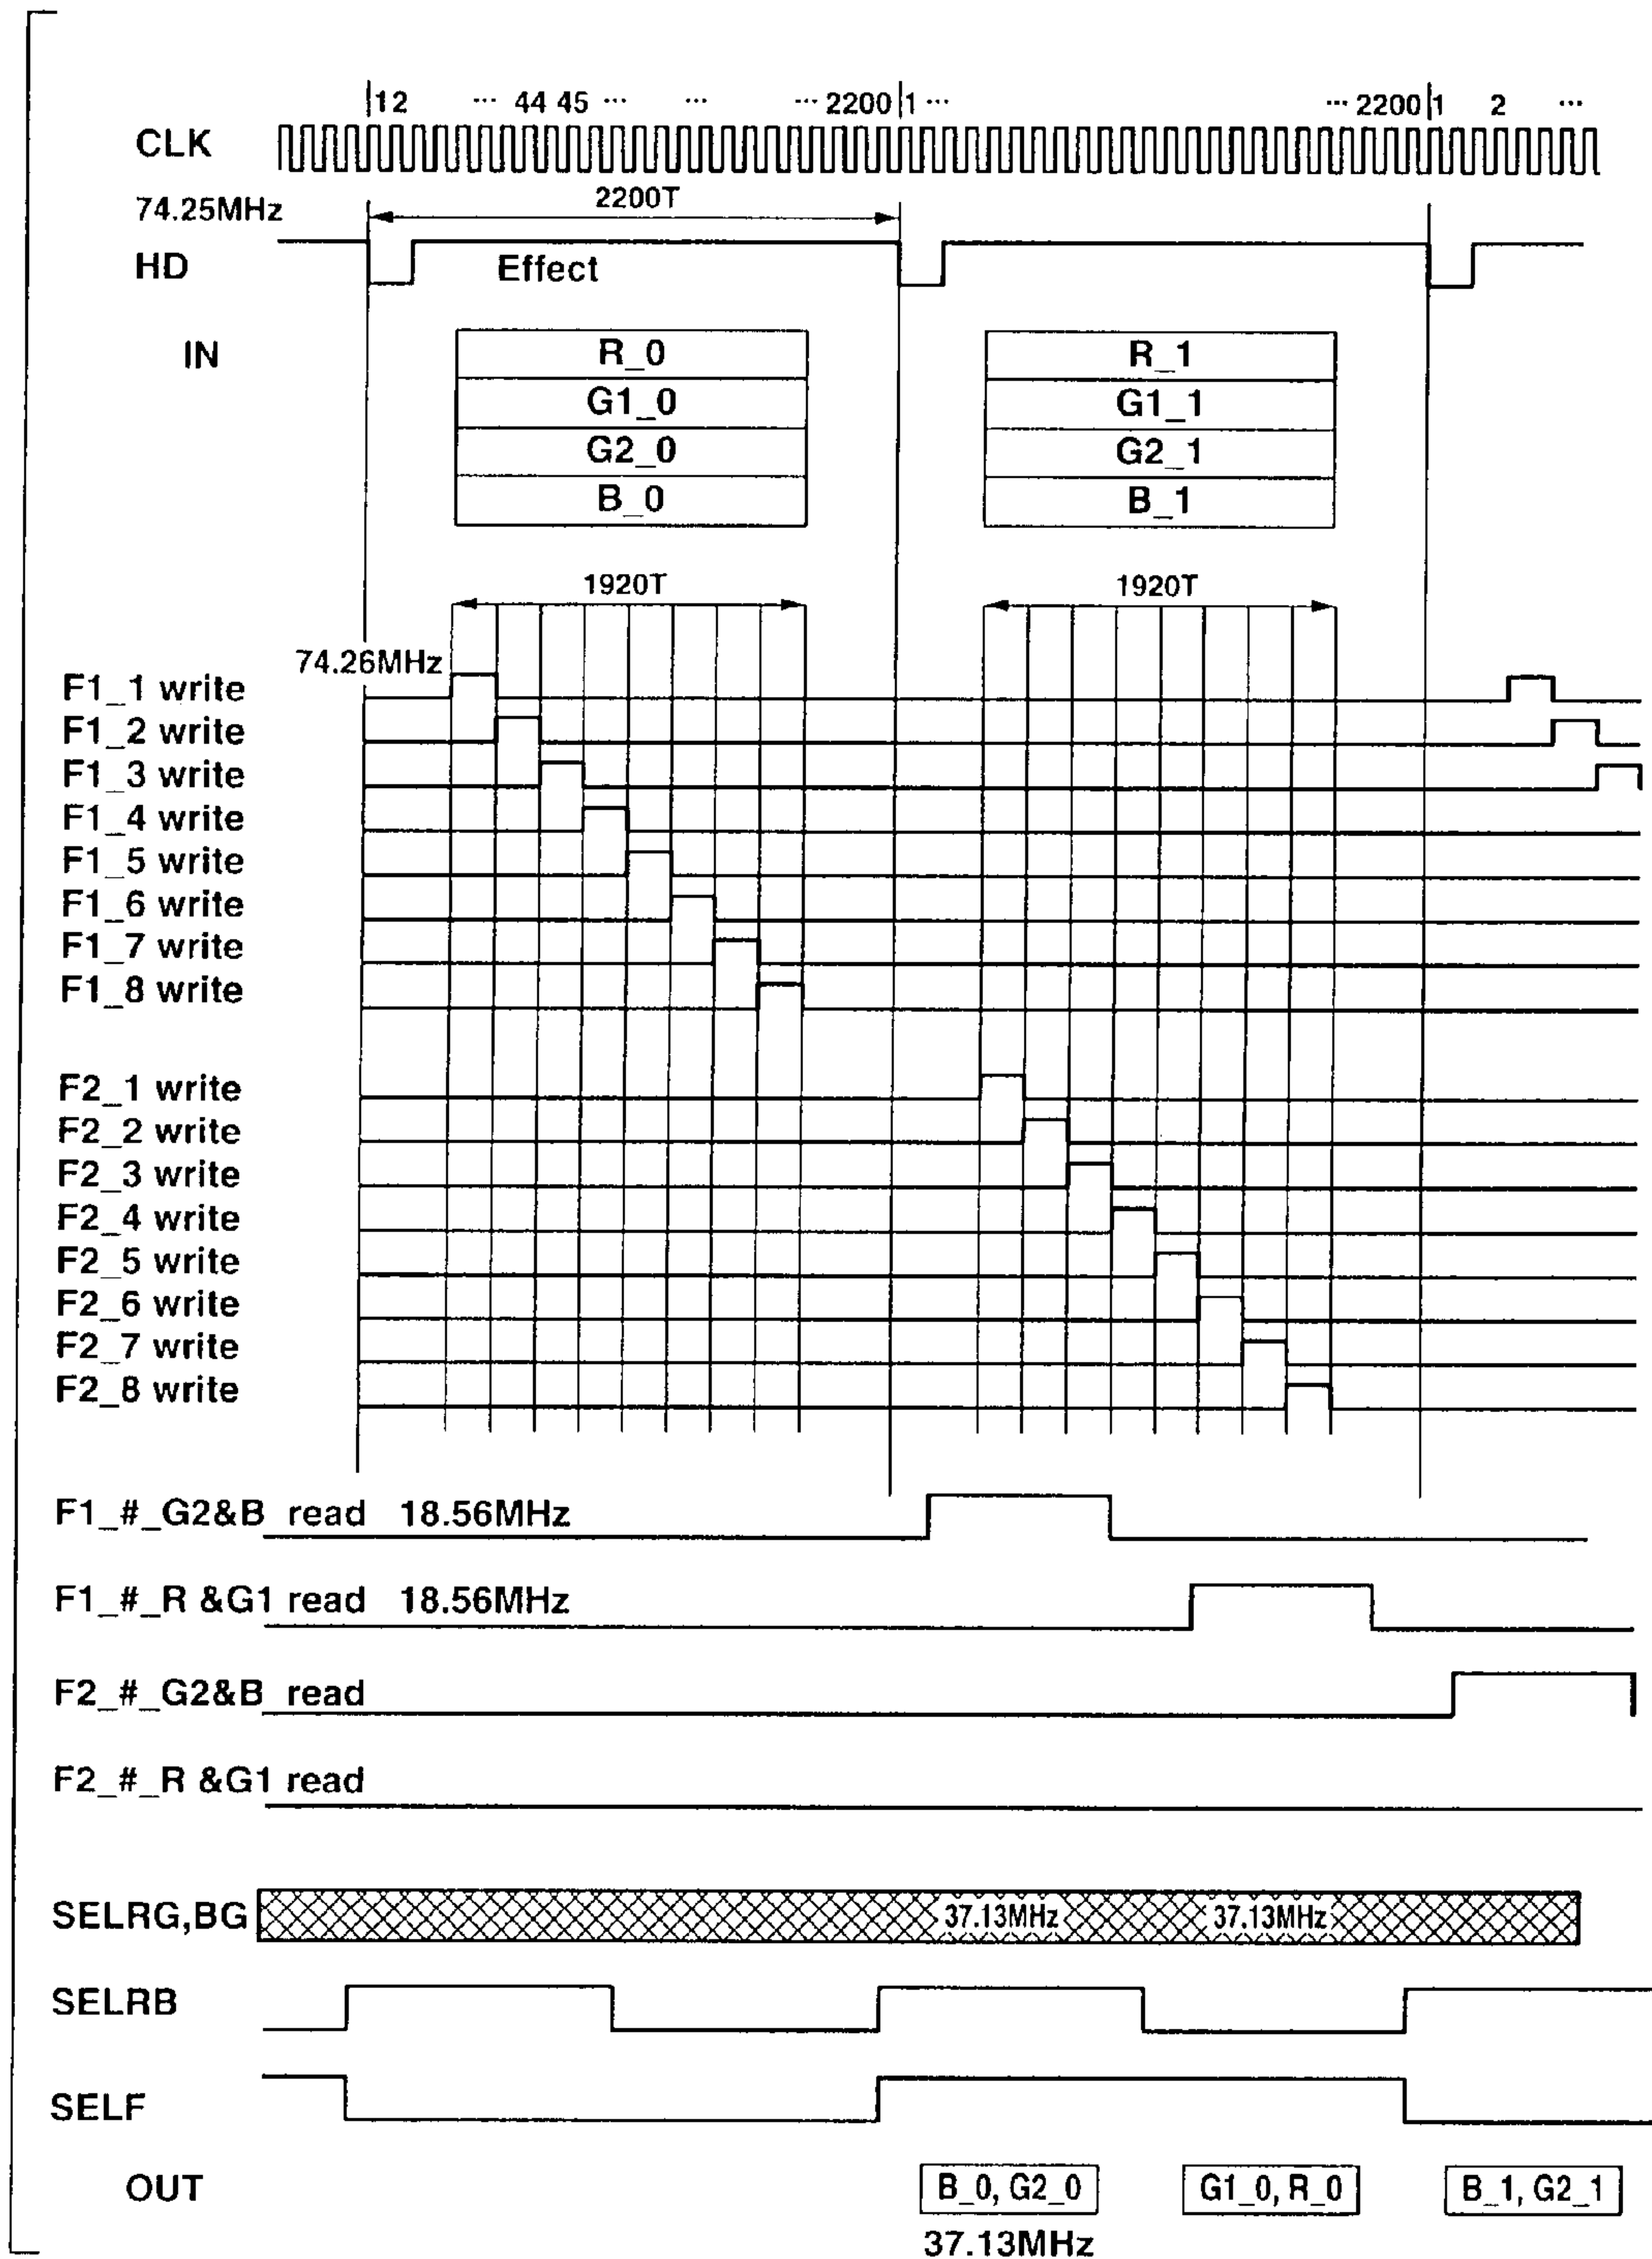 12 ... 44 45 ... ... ... 2200 1 ... ... 2200 1 2 ...
CLK
74.25MHz 2200T
HD Effect
IN R_0 R_1
G1_0 G1_1
G2_0 G2_1
B_0 B_1
1920T 1920T
74.26MHz
F1_1 write
F1_2 write
F1_3 write
F1_4 write
F1_5 write
F1_6 write
F1_7 write
F1_8 write
F2_1 write
F2_2 write
F2_3 write
F2_4 write
F2_5 write
F2_6 write
F2_7 write
F2_8 write
F1_#_G2&B read 18.56MHz
F1_#_R &G1 read 18.56MHz
F2_#_G2&B read
F2_#_R &G1 read
SELRG,BG 37.13MHz 37.13MHz
SELRB
SELF
OUT B_0, G2_0 G1_0, R_0 B_1, G2_1
37.13MHz